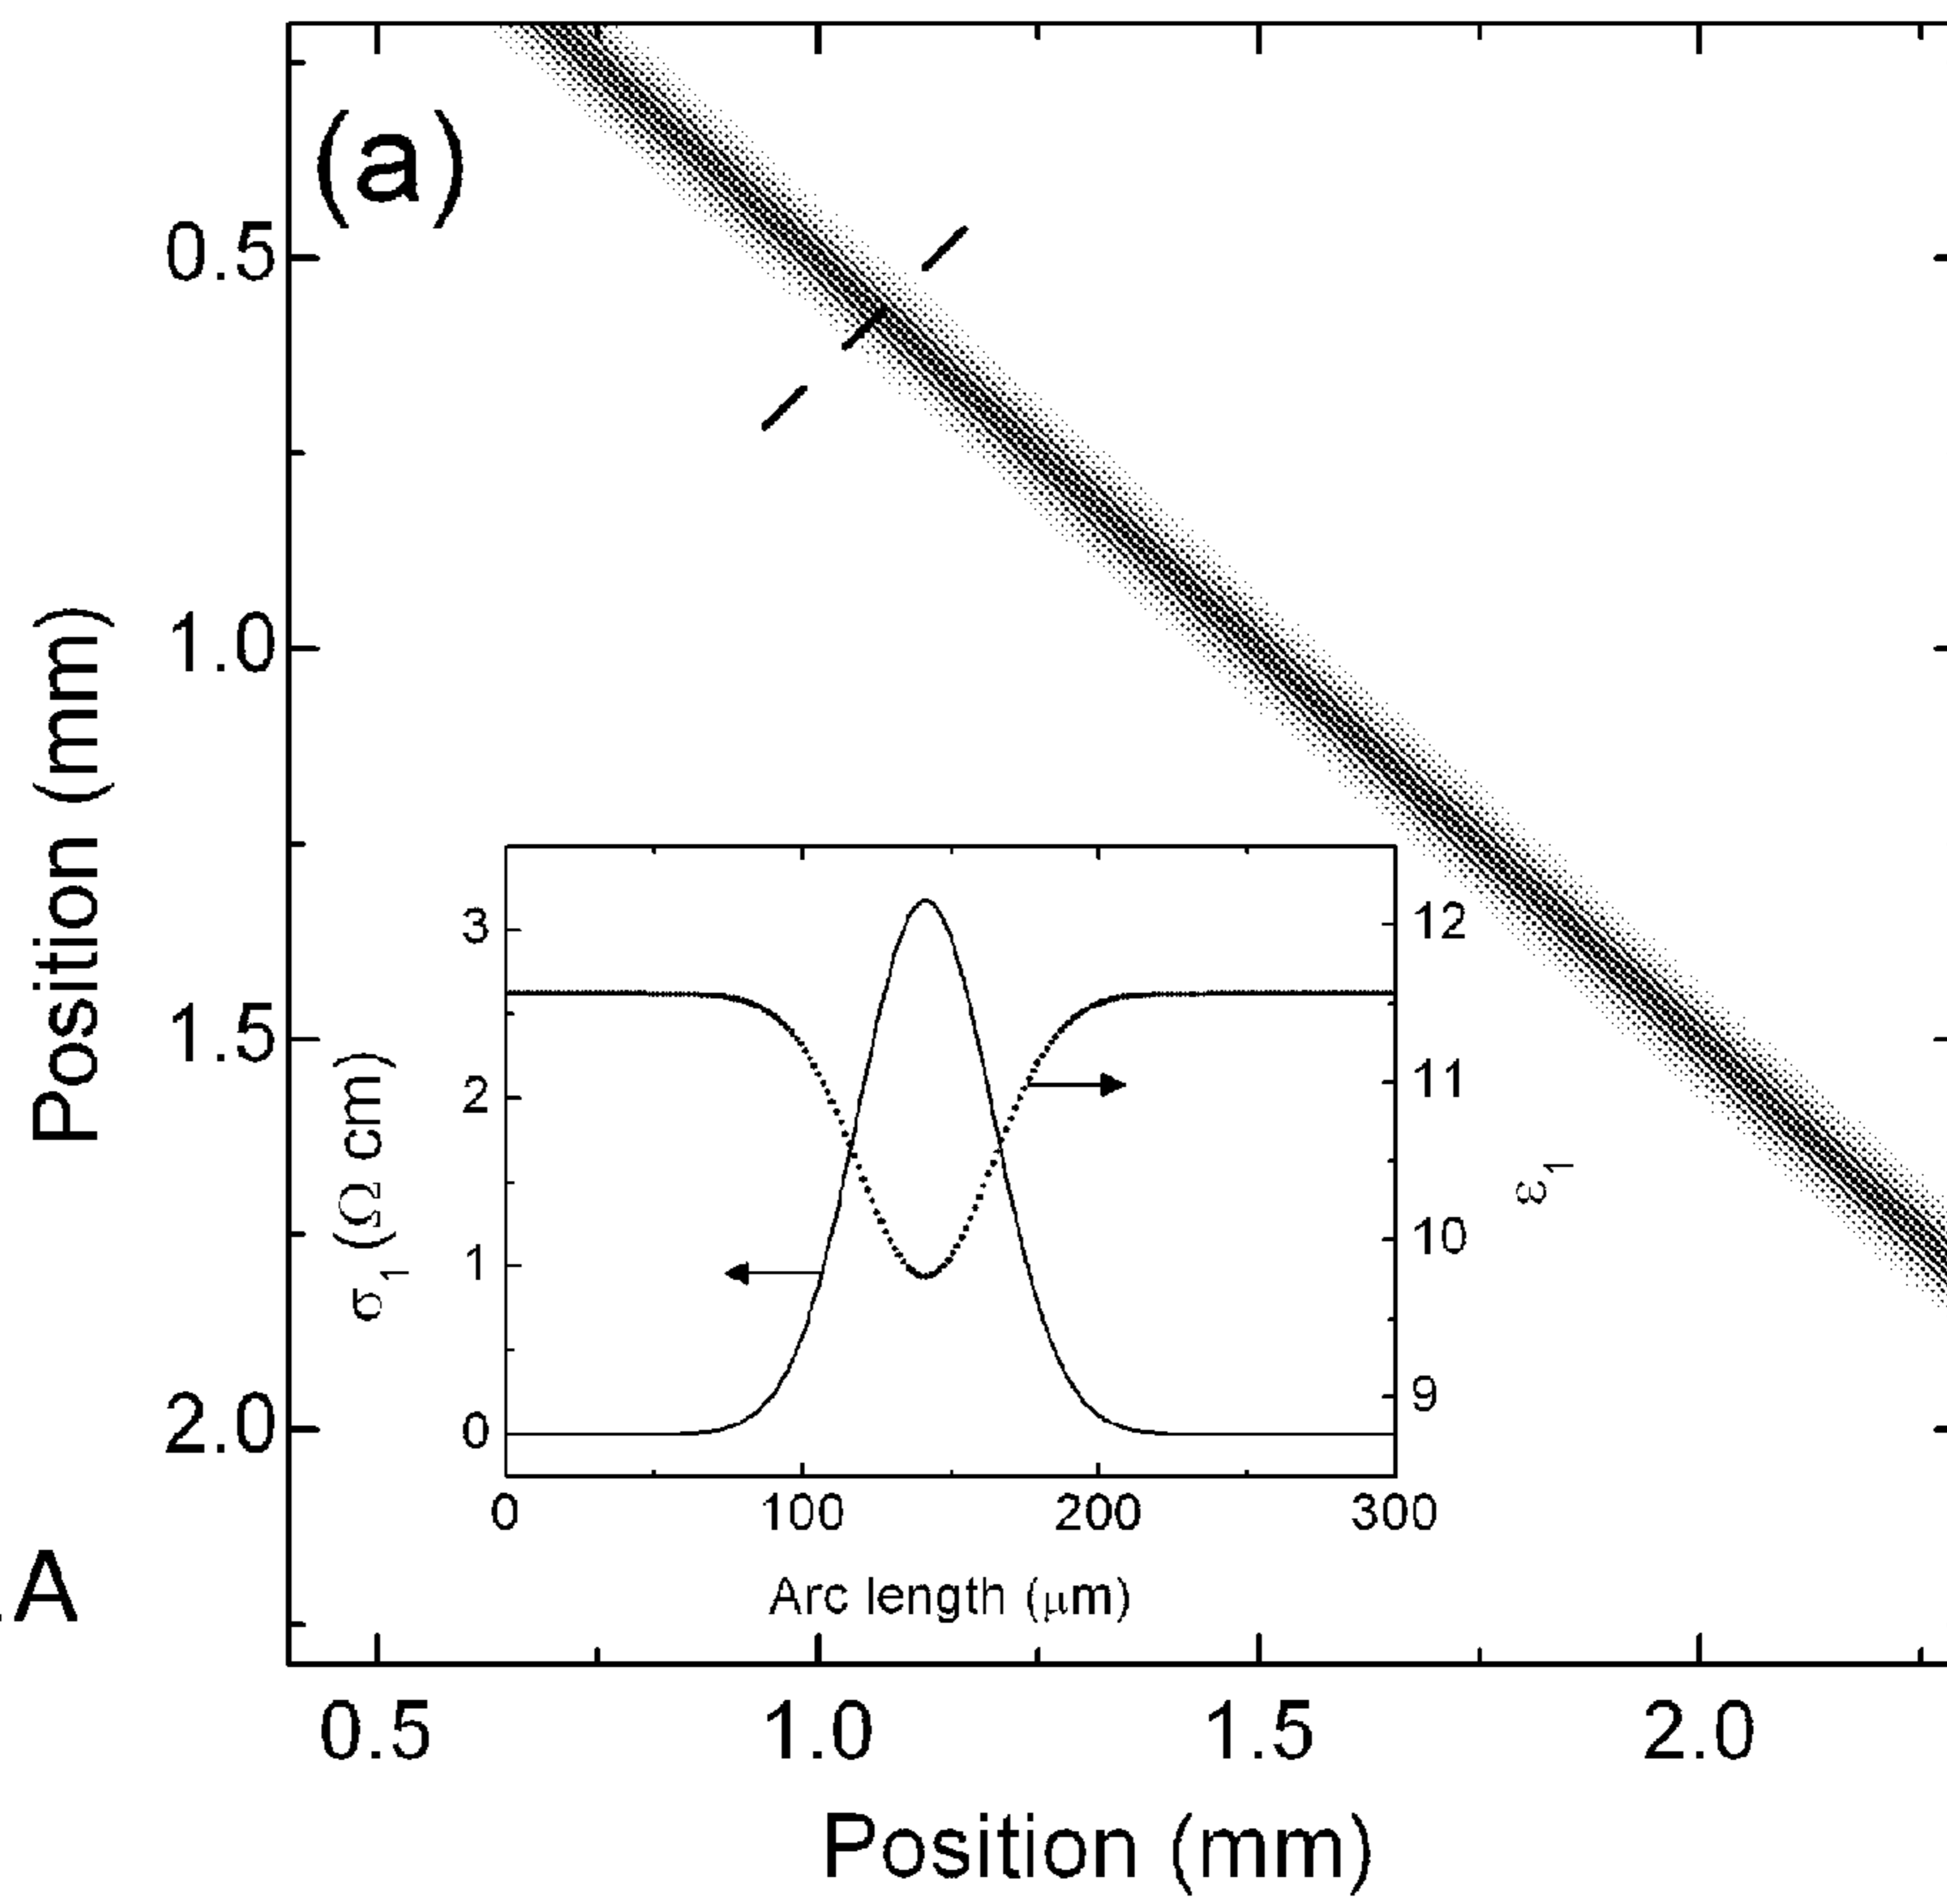 (a)
0.5
1.0
1.5
2.0
Position (mm)
3
2
1
0
σ1 (Ω cm)
12
11
10
9
ε1
0 100 200 300
Arc length (μm)
A
0.5 1.0 1.5 2.0
Position (mm)